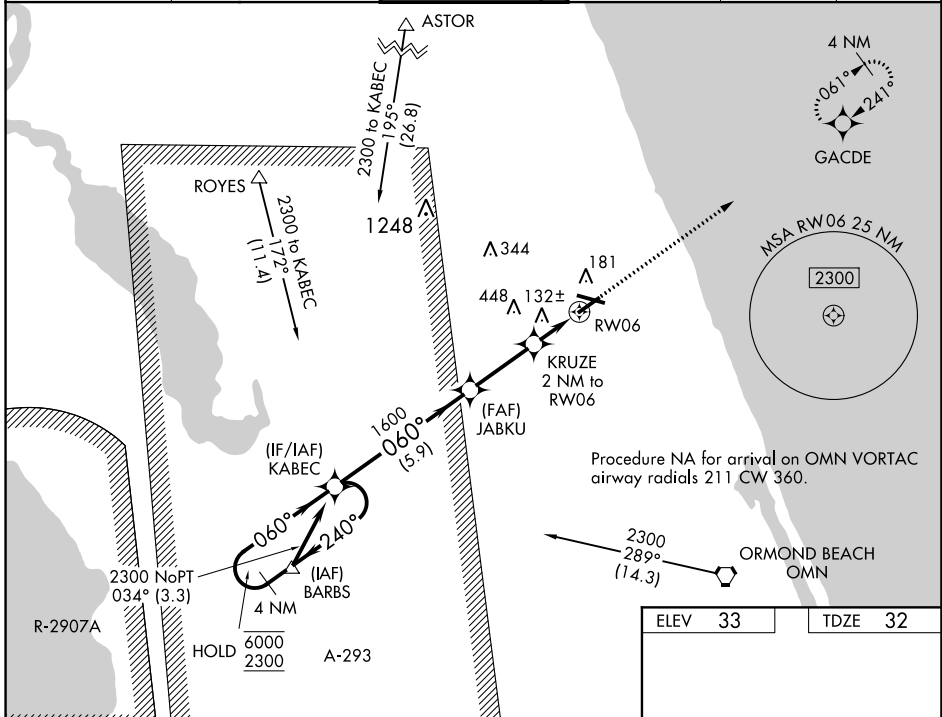 ASTOR
2300 to KABEC
195°
(26.8)
4 NM
061°
241°
GACDE
ROYES
2300 to KABEC
172°
(11.4)
1248
344
181
448
132±
RW06
MSA RW06 25 NM
2300
KRUZE
2 NM to
RW06
(FAF)
JABKU
1600
060°
(5.9)
(IF/IAF)
KABEC
Procedure NA for arrival on OMN VORTAC
airway radials 211 CW 360.
060°
240°
2300 NoPT
034° (3.3)
(IAF)
BARBS
4 NM
2300
289°
(14.3)
ORMOND BEACH
OMN
R-2907A
HOLD 6000
2300
A-293
ELEV 33
TDZE 32